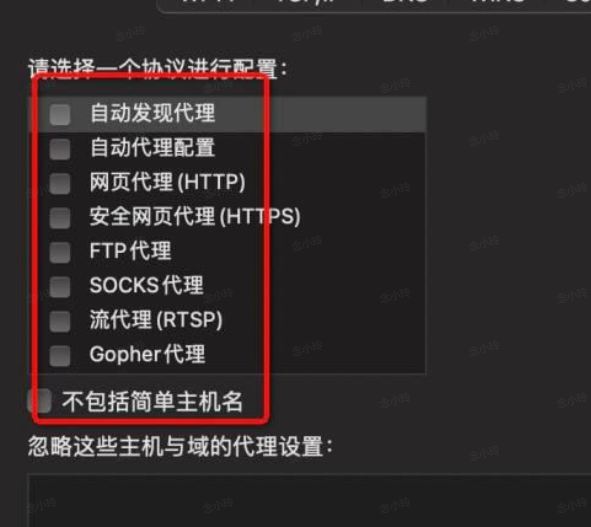 请选择一个协议进行配置：
自动发现代理
自动代理配置
网页代理(HTTP)
安全网页代理(HTTPS)
FTP代理
SOCKS代理
流代理(RTSP)
Gopher代理
不包括简单主机名
忽略这些主机与域的代理设置：